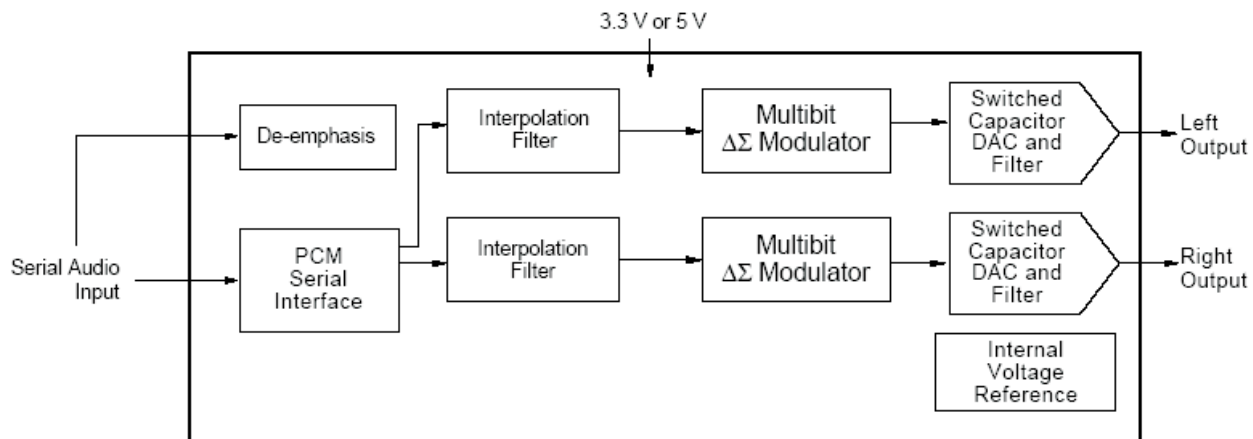 3.3 V or 5 V
De-emphasis
Interpolation
Filter
Multibit
ΔΣ Modulator
Switched
Capacitor
DAC and
Filter
Left
Output
Serial Audio
Input
PCM
Serial
Interface
Interpolation
Filter
Multibit
ΔΣ Modulator
Switched
Capacitor
DAC and
Filter
Right
Output
Internal
Voltage
Reference